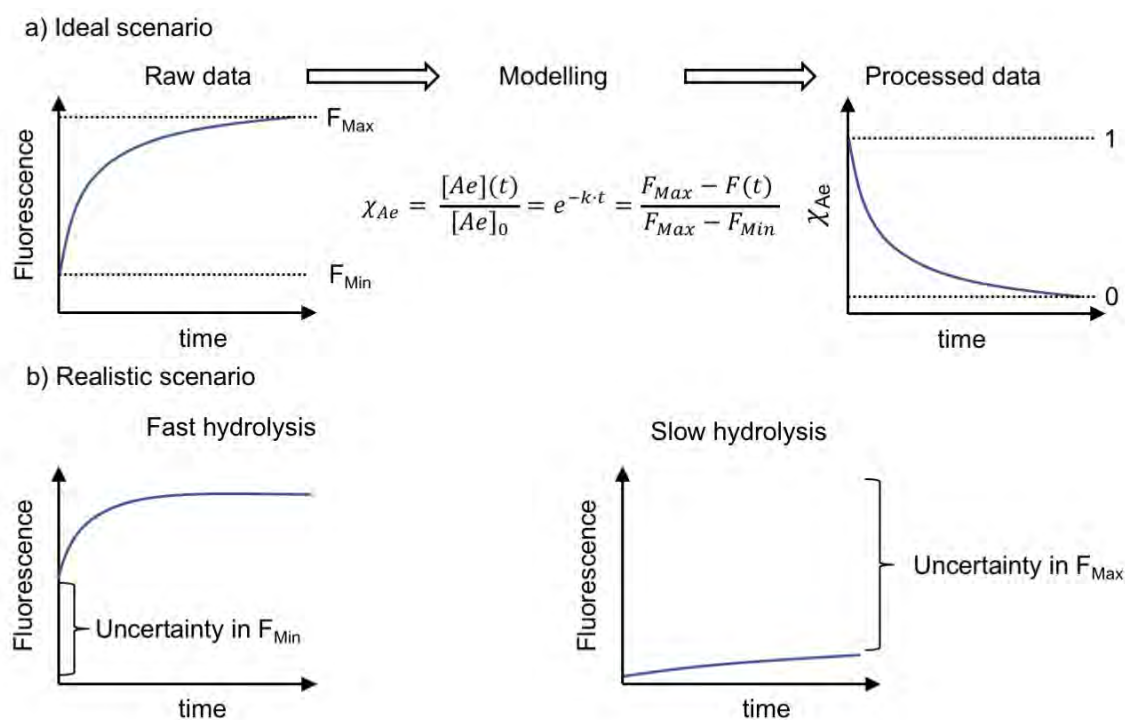 a) Ideal scenario
Raw data
Modelling
Processed data
Fluorescence
F_Max
F_Min
time
χ_Ae = [Ae](t) / [Ae]_0 = e^{-k·t} = (F_Max − F(t)) / (F_Max − F_Min)
χ_Ae
1
0
time
b) Realistic scenario
Fast hydrolysis
Fluorescence
Uncertainty in F_Min
time
Slow hydrolysis
Fluorescence
Uncertainty in F_Max
time